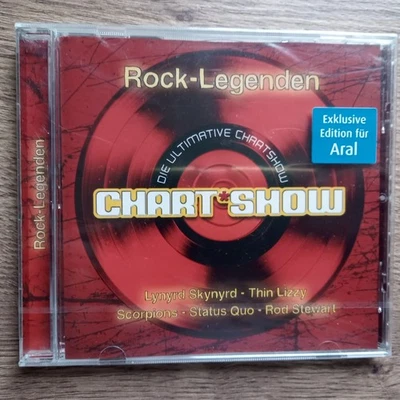 Rock-Legenden
Exklusive
Edition für
Aral
DIE ULTIMATIVE CHARTSHOW
CHART*SHOW
Lynyrd Skynyrd - Thin Lizzy
Scorpions - Status Quo - Rod Stewart
Rock-Legenden